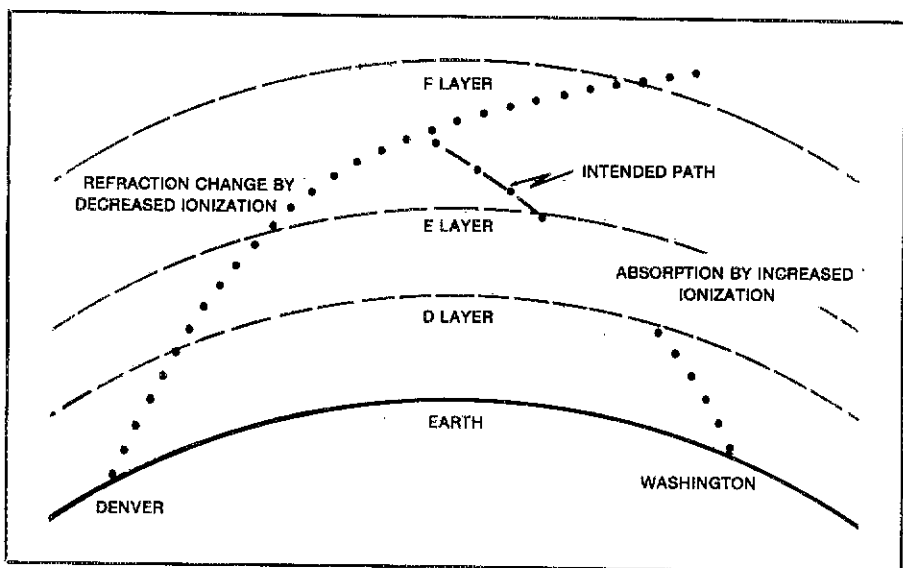 F LAYER
REFRACTION CHANGE BY
DECREASED IONIZATION
INTENDED PATH
E LAYER
ABSORPTION BY INCREASED
IONIZATION
D LAYER
EARTH
DENVER
WASHINGTON